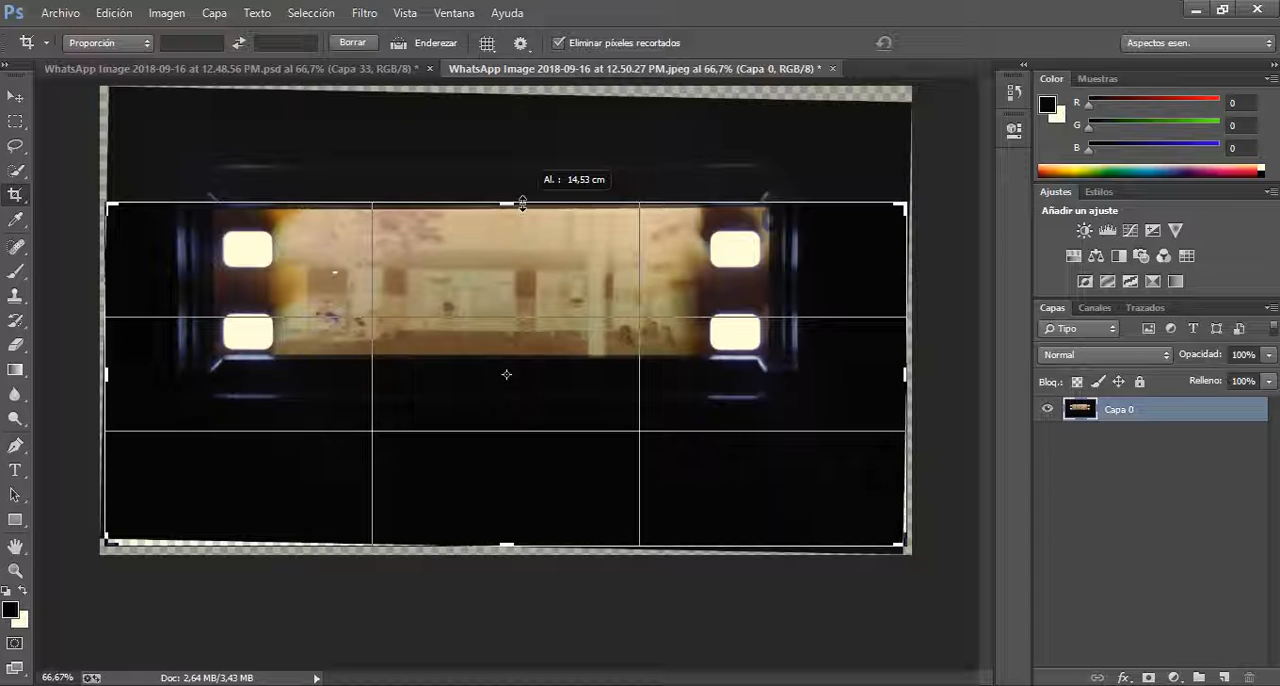 Ps Archivo Edición Imagen Capa Texto Selección Filtro Vista Ventana Ayuda
Proporción Borrar Enderezar Eliminar píxeles recortados Aspectos esen.
WhatsApp Image 2018-09-16 at 12.48.56 PM.psd al 66,7% (Capa 33, RGB/8) * × WhatsApp Image 2018-09-16 at 12.50.27 PM.jpeg al 66,7% (Capa 0, RGB/8) * ×
Color Muestras
R 0
G 0
B 0
Al. : 14,53 cm
Ajustes Estilos
Añadir un ajuste
Capas Canales Trazados
Tipo
Normal Opacidad: 100%
Bloq.: Relleno: 100%
Capa 0
66,67% Doc: 2,64 MB/3,43 MB